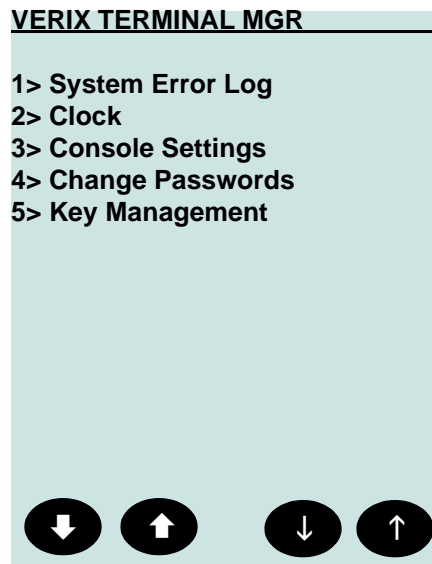 VERIX TERMINAL MGR
1> System Error Log
2> Clock
3> Console Settings
4> Change Passwords
5> Key Management